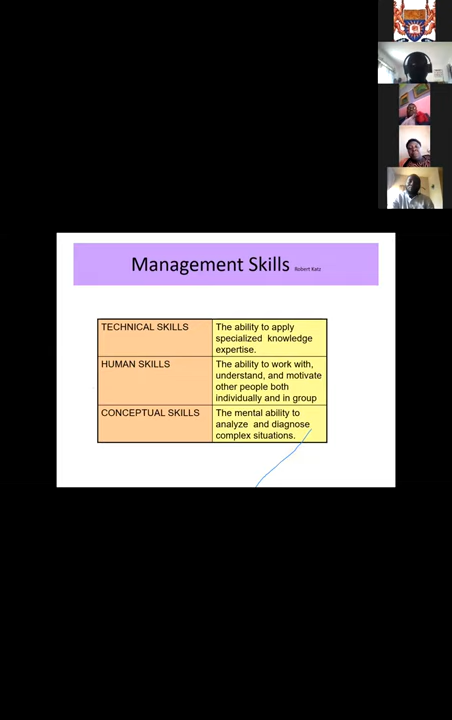 Management Skills Robert Katz
TECHNICAL SKILLS
The ability to apply
specialized knowledge
expertise.
HUMAN SKILLS
The ability to work with,
understand, and motivate
other people both
individually and in group
CONCEPTUAL SKILLS
The mental ability to
analyze and diagnose
complex situations.